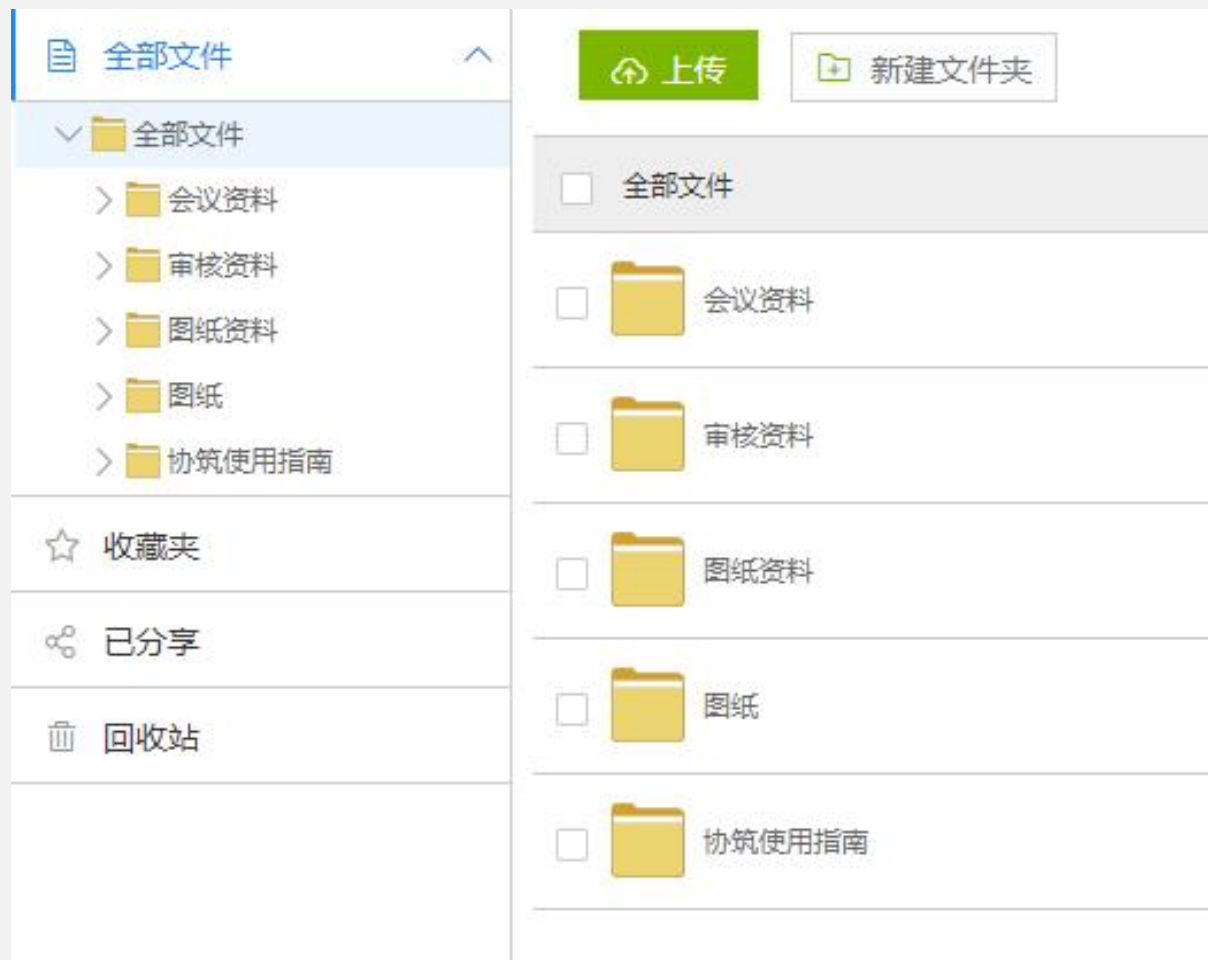 全部文件
全部文件
会议资料
审核资料
图纸资料
图纸
协筑使用指南
收藏夹
已分享
回收站
上传
新建文件夹
全部文件
会议资料
审核资料
图纸资料
图纸
协筑使用指南